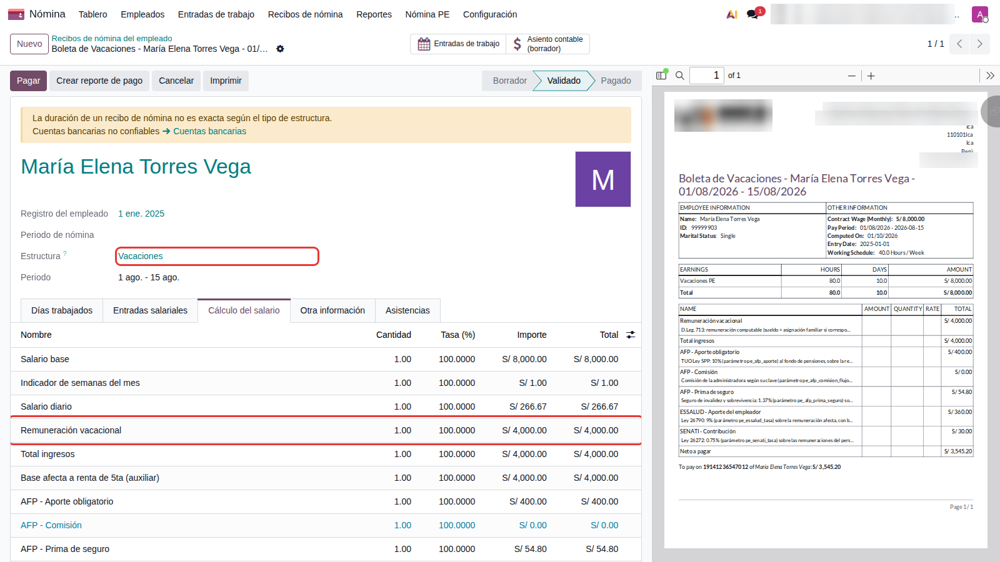 Nómina
Tablero
Empleados
Entradas de trabajo
Recibos de nómina
Reportes
Nómina PE
Configuración
AI
1
A
Nuevo
Recibos de nómina del empleado
Boleta de Vacaciones - María Elena Torres Vega - 01/...
Entradas de trabajo
Asiento contable
(borrador)
1 / 1
Pagar
Crear reporte de pago
Cancelar
Imprimir
Borrador
Validado
Pagado
La duración de un recibo de nómina no es exacta según el tipo de estructura.
Cuentas bancarias no confiables → Cuentas bancarias
María Elena Torres Vega
M
Registro del empleado 1 ene. 2025
Periodo de nómina
Estructura ? Vacaciones
Periodo 1 ago. - 15 ago.
Días trabajados
Entradas salariales
Cálculo del salario
Otra información
Asistencias
Nombre Cantidad Tasa (%) Importe Total
Salario base 1.00 100.0000 S/ 8,000.00 S/ 8,000.00
Indicador de semanas del mes 1.00 100.0000 S/ 1.00 S/ 1.00
Salario diario 1.00 100.0000 S/ 266.67 S/ 266.67
Remuneración vacacional 1.00 100.0000 S/ 4,000.00 S/ 4,000.00
Total ingresos 1.00 100.0000 S/ 4,000.00 S/ 4,000.00
Base afecta a renta de 5ta (auxiliar) 1.00 100.0000 S/ 4,000.00 S/ 4,000.00
AFP - Aporte obligatorio 1.00 100.0000 S/ 400.00 S/ 400.00
AFP - Comisión 1.00 100.0000 S/ 0.00 S/ 0.00
AFP - Prima de seguro 1.00 100.0000 S/ 54.80 S/ 54.80
1 of 1
Ica
110101Ica
Ica
Perú
Boleta de Vacaciones - María Elena Torres Vega -
01/08/2026 - 15/08/2026
EMPLOYEE INFORMATION OTHER INFORMATION
Name: María Elena Torres Vega
ID: 99999903
Marital Status: Single
Contract Wage (Monthly): S/ 8,000.00
Pay Period: 01/08/2026 - 2026-08-15
Computed On: 01/10/2026
Entry Date: 2025-01-01
Working Schedule: 40.0 Hours / Week
EARNINGS HOURS DAYS AMOUNT
Vacaciones PE 80.0 10.0 S/ 8,000.00
Total 80.0 10.0 S/ 8,000.00
NAME AMOUNT QUANTITY RATE TOTAL
Remuneración vacacional S/ 4,000.00
D.Leg. 713: remuneración computable (sueldo + asignación familiar si correspo...
Total ingresos S/ 4,000.00
AFP - Aporte obligatorio S/ 400.00
TUO Ley SPP: 10% (parámetro pe_afp_aporte) al fondo de pensiones, sobre la re...
AFP - Comisión S/ 0.00
Comisión de la administradora según su clave (parámetro pe_afp_comision_flujo...
AFP - Prima de seguro S/ 54.80
Seguro de invalidez y sobrevivencia: 1.37% (parámetro pe_afp_prima_seguro) so...
ESSALUD - Aporte del empleador S/ 360.00
Ley 26790: 9% (parámetro pe_essalud_tasa) sobre la remuneración afecta, con b...
SENATI - Contribución S/ 30.00
Ley 26272: 0.75% (parámetro pe_senati_tasa) sobre las remuneraciones del pers...
Neto a pagar S/ 3,545.20
To pay on 19141236547012 of María Elena Torres Vega: S/ 3,545.20
Page 1 / 1